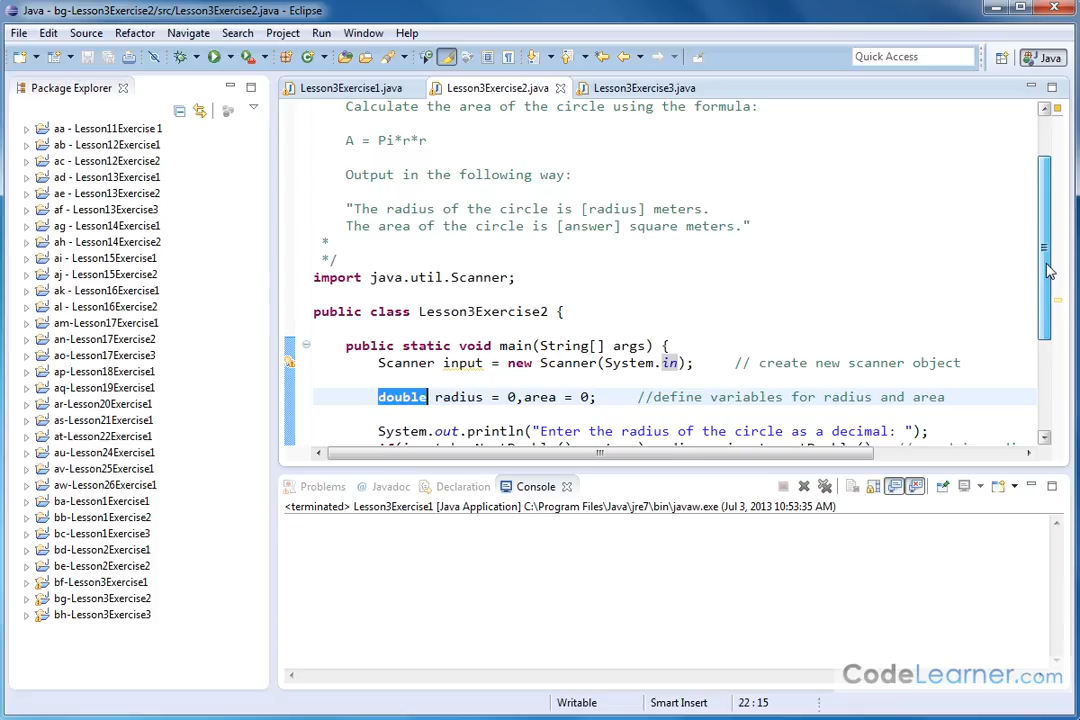 Java - bg-Lesson3Exercise2/src/Lesson3Exercise2.java - Eclipse
File Edit Source Refactor Navigate Search Project Run Window Help
Quick Access
Java
Package Explorer
Lesson3Exercise1.java
Lesson3Exercise2.java
Lesson3Exercise3.java
aa - Lesson11Exercise1
ab - Lesson12Exercise1
ac - Lesson12Exercise2
ad - Lesson13Exercise1
ae - Lesson13Exercise2
af - Lesson13Exercise3
ag - Lesson14Exercise1
ah - Lesson14Exercise2
ai - Lesson15Exercise1
aj - Lesson15Exercise2
ak - Lesson16Exercise1
al - Lesson16Exercise2
am-Lesson17Exercise1
an-Lesson17Exercise2
ao-Lesson17Exercise3
ap-Lesson18Exercise1
aq-Lesson19Exercise1
ar-Lesson20Exercise1
as-Lesson21Exercise1
at-Lesson22Exercise1
au-Lesson24Exercise1
av-Lesson25Exercise1
aw-Lesson26Exercise1
ba-Lesson1Exercise1
bb-Lesson1Exercise2
bc-Lesson1Exercise3
bd-Lesson2Exercise1
be-Lesson2Exercise2
bf-Lesson3Exercise1
bg-Lesson3Exercise2
bh-Lesson3Exercise3
Calculate the area of the circle using the formula:
A = Pi*r*r
Output in the following way:
"The radius of the circle is [radius] meters.
The area of the circle is [answer] square meters."
*
*/
import java.util.Scanner;
public class Lesson3Exercise2 {
public static void main(String[] args) {
Scanner input = new Scanner(System.in); // create new scanner object
double radius = 0,area = 0; //define variables for radius and area
System.out.println("Enter the radius of the circle as a decimal: ");
Problems Javadoc Declaration Console
<terminated> Lesson3Exercise1 [Java Application] C:\Program Files\Java\jre7\bin\javaw.exe (Jul 3, 2013 10:53:35 AM)
CodeLearner.com
Writable Smart Insert 22 : 15